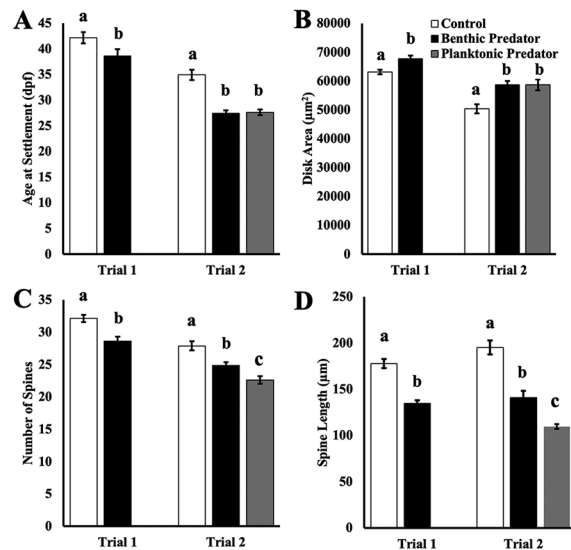 A
Age at Settlement (dpf)
45
40
35
30
25
20
15
10
5
0
a
b
a
b
b
Trial 1
Trial 2
B
Control
Benthic Predator
Planktonic Predator
Disk Area (µm²)
80000
70000
60000
50000
40000
30000
20000
10000
0
a
b
a
b
b
Trial 1
Trial 2
C
Number of Spines
35
30
25
20
15
10
5
0
a
b
a
b
c
Trial 1
Trial 2
D
Spine Length (µm)
250
200
150
100
50
0
a
b
a
b
c
Trial 1
Trial 2